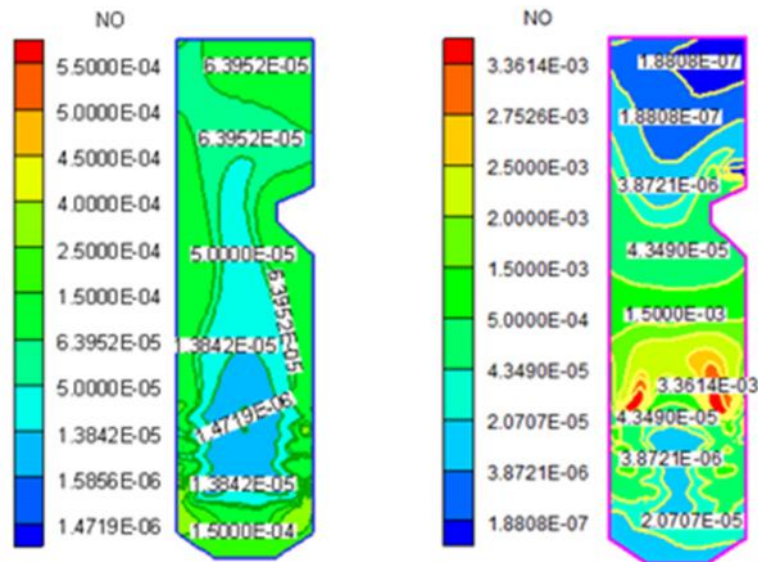 NO
5.5000E-04
5.0000E-04
4.5000E-04
4.0000E-04
2.5000E-04
1.5000E-04
6.3952E-05
5.0000E-05
1.3842E-05
1.5856E-06
1.4719E-06
6.3952E-05
6.3952E-05
5.0000E-05
6.3952E-05
1.3842E-05
1.4719E-06
1.3842E-05
1.5000E-04
NO
3.3614E-03
2.7526E-03
2.5000E-03
2.0000E-03
1.5000E-03
5.0000E-04
4.3490E-05
2.0707E-05
3.8721E-06
1.8808E-07
1.8808E-07
1.8808E-07
3.8721E-06
4.3490E-05
1.5000E-03
3.3614E-03
4.3490E-05
3.8721E-06
2.0707E-05